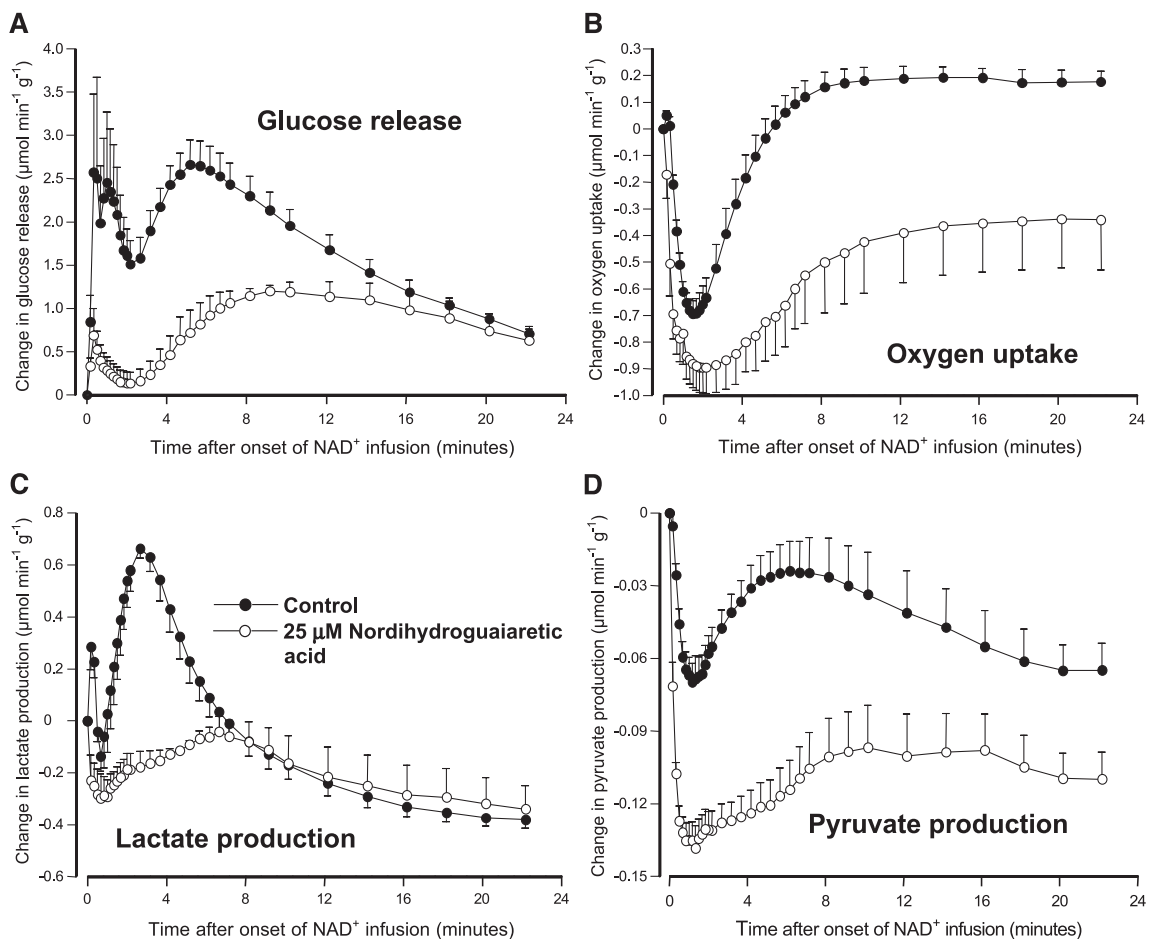 A
Change in glucose release (µmol min⁻¹ g⁻¹)
4.0
3.5
3.0
2.5
2.0
1.5
1.0
0.5
0
Glucose release
0 4 8 12 16 20 24
Time after onset of NAD⁺ infusion (minutes)
B
Change in oxygen uptake (µmol min⁻¹ g⁻¹)
0.3
0.2
0.1
0
-0.1
-0.2
-0.3
-0.4
-0.5
-0.6
-0.7
-0.8
-0.9
-1.0
Oxygen uptake
0 4 8 12 16 20 24
Time after onset of NAD⁺ infusion (minutes)
C
Change in lactate production (µmol min⁻¹ g⁻¹)
0.8
0.6
0.4
0.2
0
-0.2
-0.4
-0.6
Control
25 µM Nordihydroguaiaretic
acid
Lactate production
0 4 8 12 16 20 24
Time after onset of NAD⁺ infusion (minutes)
D
Change in pyruvate production (µmol min⁻¹ g⁻¹)
0
-0.03
-0.06
-0.09
-0.12
-0.15
Pyruvate production
0 4 8 12 16 20 24
Time after onset of NAD⁺ infusion (minutes)